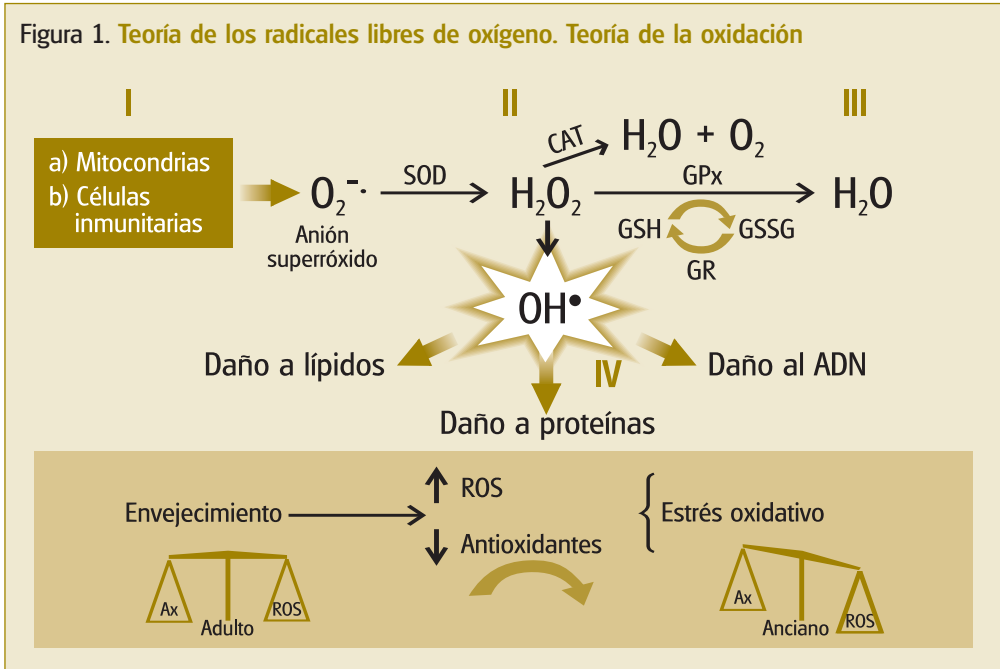 Figura 1. Teoría de los radicales libres de oxígeno. Teoría de la oxidación
I
II
III
a) Mitocondrias
b) Células
inmunitarias
O₂⁻·
Anión
superróxido
SOD
H₂O₂
CAT
H₂O + O₂
GPx
GSH
GSSG
GR
H₂O
OH•
IV
Daño a lípidos
Daño a proteínas
Daño al ADN
Envejecimiento
ROS
Antioxidantes
Estrés oxidativo
Ax
ROS
Adulto
Ax
ROS
Anciano